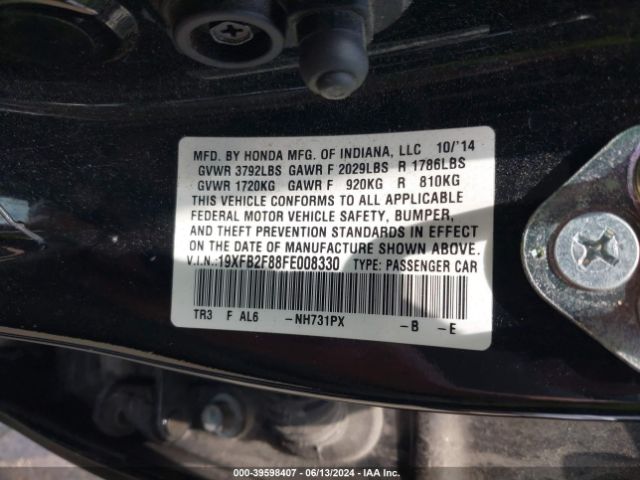 MFD. BY HONDA MFG. OF INDIANA, LLC 10/'14
GVWR 3792LBS GAWR F 2029LBS R 1786LBS
GVWR 1720KG GAWR F 920KG R 810KG
THIS VEHICLE CONFORMS TO ALL APPLICABLE
FEDERAL MOTOR VEHICLE SAFETY, BUMPER,
AND THEFT PREVENTION STANDARDS IN EFFECT
ON THE DATE OF MANUFACTURE SHOWN ABOVE.
V.I.N.:19XFB2F88FE008330 TYPE: PASSENGER CAR
TR3 F AL6 -NH731PX -B -E
000-39598407 - 06/13/2024 - IAA Inc.